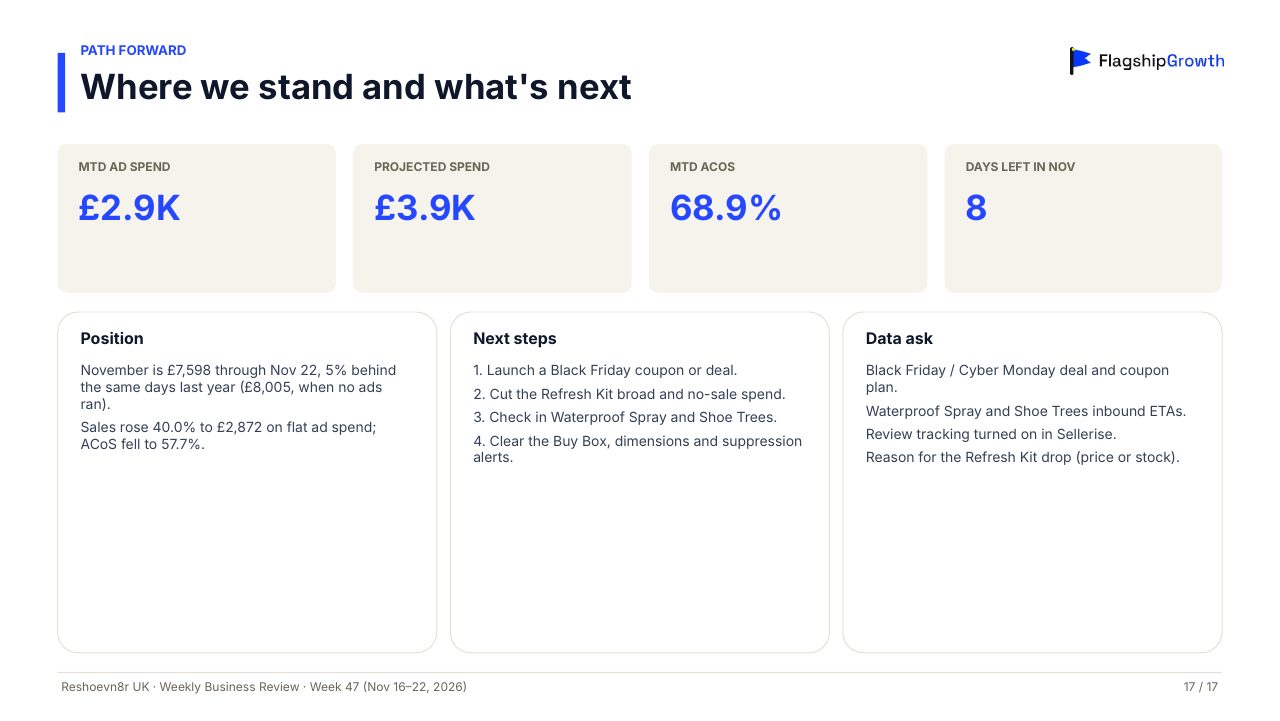 PATH FORWARD
Where we stand and what's next
FlagshipGrowth
MTD AD SPEND
£2.9K
PROJECTED SPEND
£3.9K
MTD ACOS
68.9%
DAYS LEFT IN NOV
8
Position
November is £7,598 through Nov 22, 5% behind
the same days last year (£8,005, when no ads
ran).
Sales rose 40.0% to £2,872 on flat ad spend;
ACoS fell to 57.7%.
Next steps
1. Launch a Black Friday coupon or deal.
2. Cut the Refresh Kit broad and no-sale spend.
3. Check in Waterproof Spray and Shoe Trees.
4. Clear the Buy Box, dimensions and suppression
alerts.
Data ask
Black Friday / Cyber Monday deal and coupon
plan.
Waterproof Spray and Shoe Trees inbound ETAs.
Review tracking turned on in Sellerise.
Reason for the Refresh Kit drop (price or stock).
Reshoevn8r UK · Weekly Business Review · Week 47 (Nov 16–22, 2026)
17 / 17